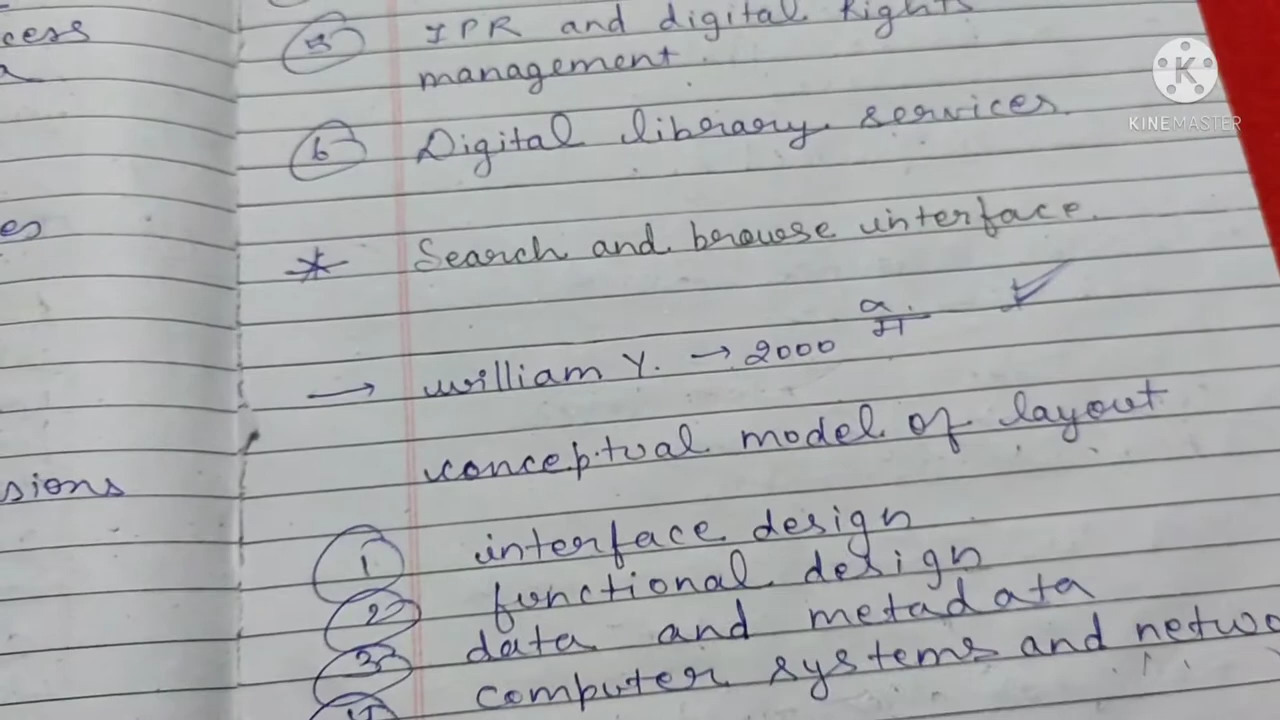 cess
a
es
sions
5 IPR and digital Rights
management.
6 Digital library services.
* Search and browse interface.
→ william Y. → 2000
conceptual model of layout
1 interface design
2 functional design
3 data and metadata
4 computer systems and netwo
KINEMASTER